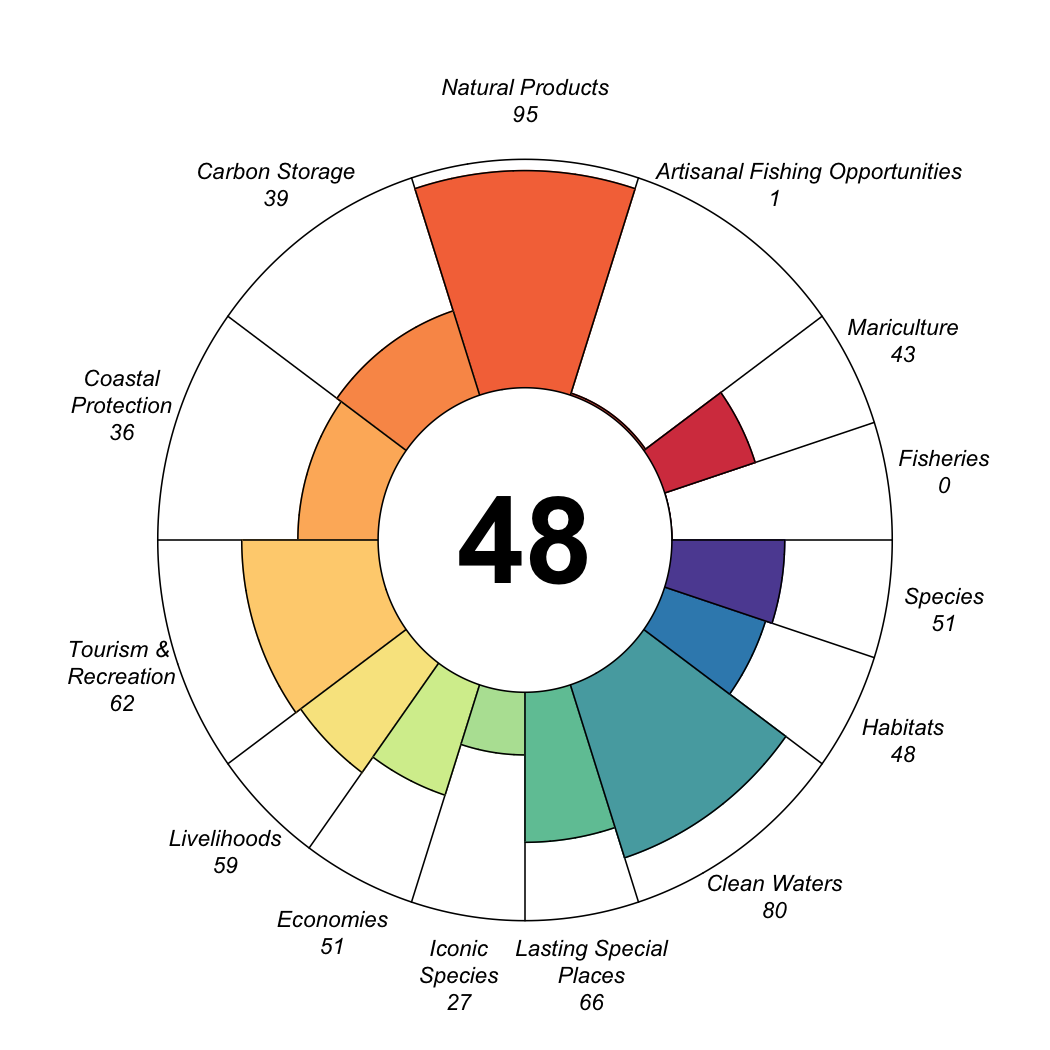 Natural Products
95
Artisanal Fishing Opportunities
1
Carbon Storage
39
Mariculture
43
Coastal
Protection
36
Fisheries
0
48
Species
51
Tourism &
Recreation
62
Habitats
48
Livelihoods
59
Clean Waters
80
Economies
51
Iconic
Species
27
Lasting Special
Places
66